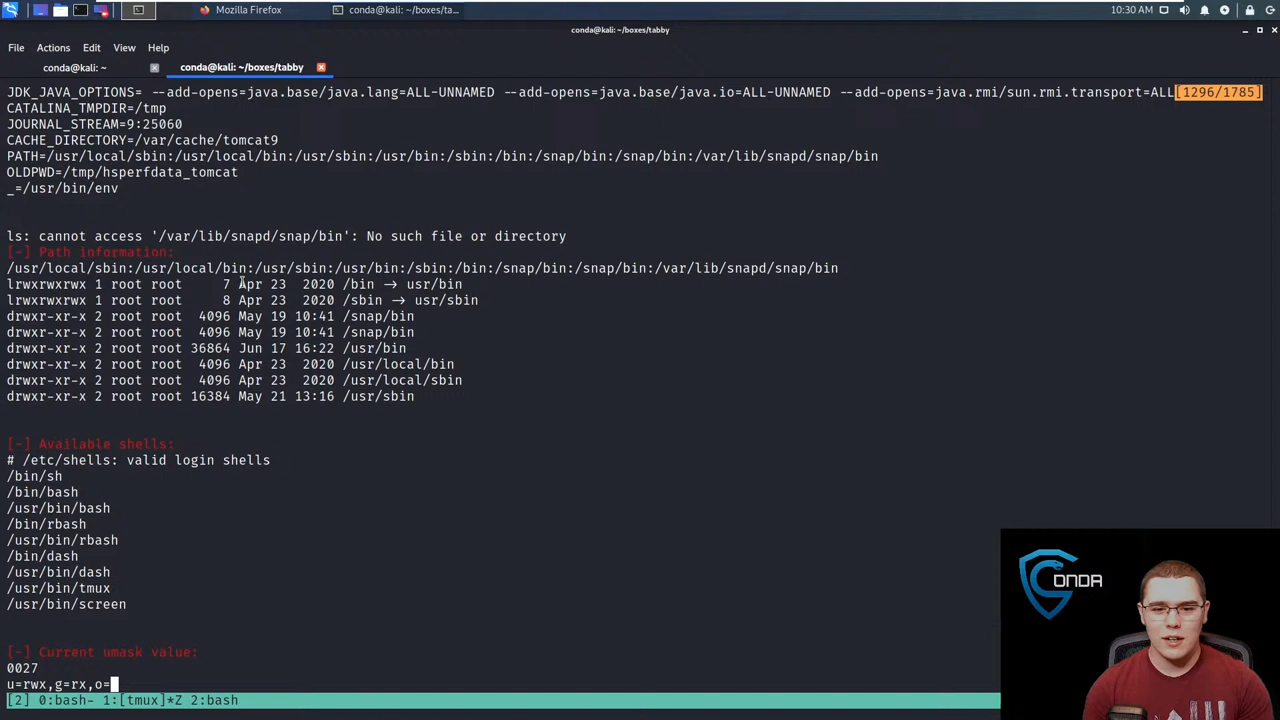 Mozilla Firefox
conda@kali: ~/boxes/ta...
10:30 AM
conda@kali: ~/boxes/tabby
File Actions Edit View Help
conda@kali: ~
conda@kali: ~/boxes/tabby
JDK_JAVA_OPTIONS= --add-opens=java.base/java.lang=ALL-UNNAMED --add-opens=java.base/java.io=ALL-UNNAMED --add-opens=java.rmi/sun.rmi.transport=ALL[1296/1785]
CATALINA_TMPDIR=/tmp
JOURNAL_STREAM=9:25060
CACHE_DIRECTORY=/var/cache/tomcat9
PATH=/usr/local/sbin:/usr/local/bin:/usr/sbin:/usr/bin:/sbin:/bin:/snap/bin:/snap/bin:/var/lib/snapd/snap/bin
OLDPWD=/tmp/hsperfdata_tomcat
_=/usr/bin/env
ls: cannot access '/var/lib/snapd/snap/bin': No such file or directory
[-] Path information:
/usr/local/sbin:/usr/local/bin:/usr/sbin:/usr/bin:/sbin:/bin:/snap/bin:/snap/bin:/var/lib/snapd/snap/bin
lrwxrwxrwx 1 root root 7 Apr 23 2020 /bin → usr/bin
lrwxrwxrwx 1 root root 8 Apr 23 2020 /sbin → usr/sbin
drwxr-xr-x 2 root root 4096 May 19 10:41 /snap/bin
drwxr-xr-x 2 root root 4096 May 19 10:41 /snap/bin
drwxr-xr-x 2 root root 36864 Jun 17 16:22 /usr/bin
drwxr-xr-x 2 root root 4096 Apr 23 2020 /usr/local/bin
drwxr-xr-x 2 root root 4096 Apr 23 2020 /usr/local/sbin
drwxr-xr-x 2 root root 16384 May 21 13:16 /usr/sbin
[-] Available shells:
# /etc/shells: valid login shells
/bin/sh
/bin/bash
/usr/bin/bash
/bin/rbash
/usr/bin/rbash
/bin/dash
/usr/bin/dash
/usr/bin/tmux
/usr/bin/screen
[-] Current umask value:
0027
u=rwx,g=rx,o=
[2] 0:bash- 1:[tmux]*Z 2:bash
CONDA